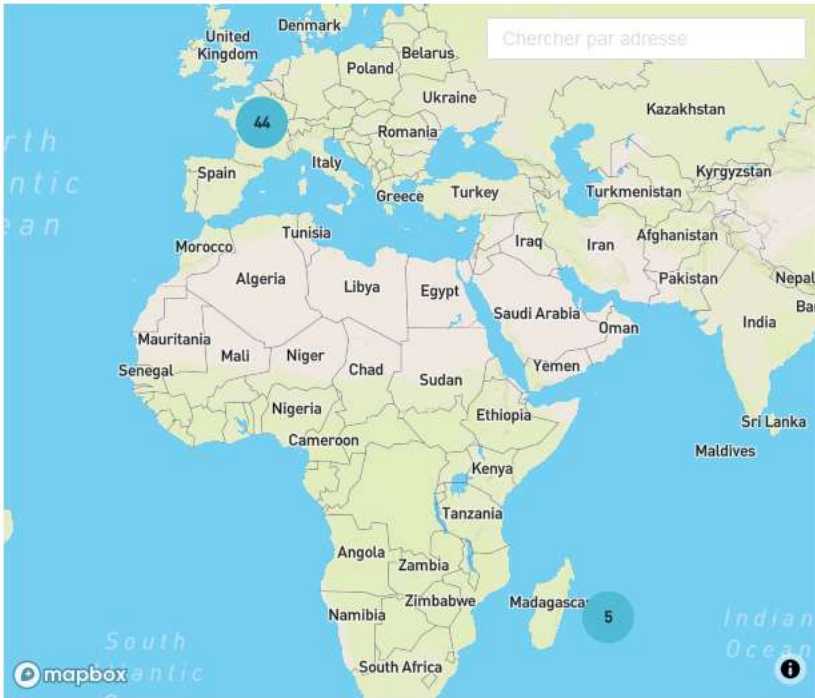 Denmark
United
Kingdom
Chercher par adresse
Belarus
Poland
Ukraine
Kazakhstan
44
Romania
rth
ntic
ean
Italy
Spain
Kyrgyzstan
Greece
Turkey
Turkmenistan
Tunisia
Morocco
Iraq
Iran
Afghanistan
Algeria
Libya
Egypt
Pakistan
Nepal
Saudi Arabia
Ba
Oman
India
Mauritania
Mali
Niger
Chad
Yemen
Senegal
Sudan
Nigeria
Ethiopia
Sri Lanka
Cameroon
Maldives
Kenya
Tanzania
Angola
Zambia
Namibia
Zimbabwe
Madagasca
5
Indian
Ocean
South
lantic
South Africa
mapbox
i